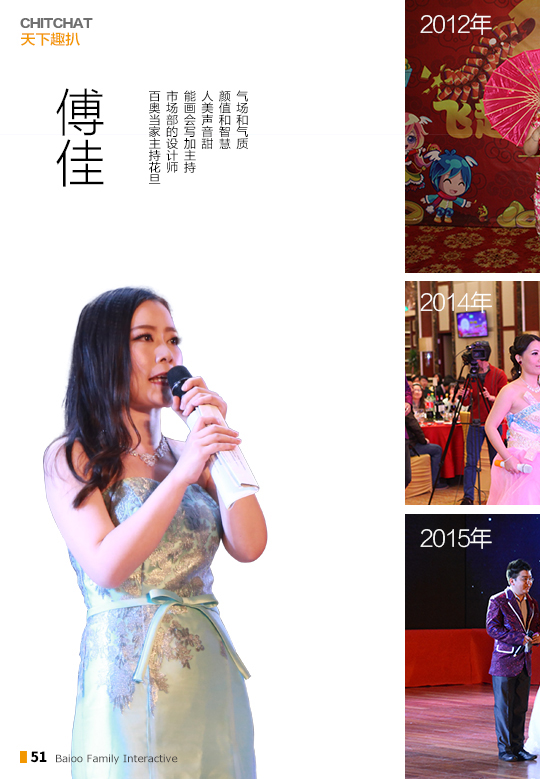 CHITCHAT
天下趣扒
傅佳
气场和气质
颜值和智慧
人美声音甜
能画会写加主持
市场部的设计师
百奥当家主持花旦
2012年
飞
2014年
2015年
51 Baioo Family Interactive